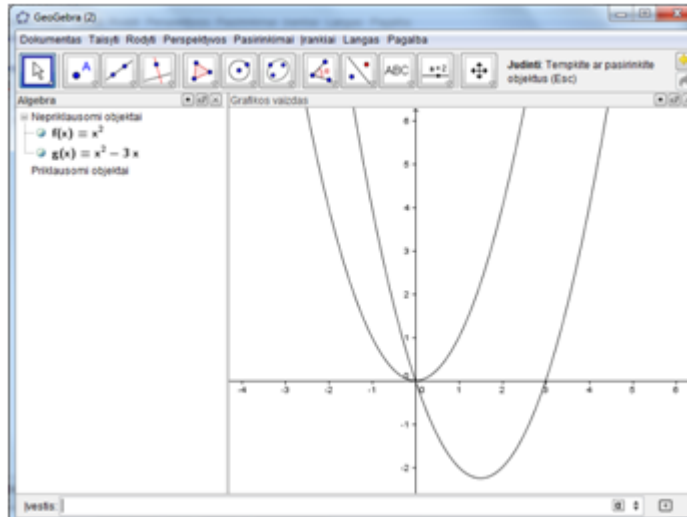 GeoGebra (2)
Dokumentas Taisyti Rodyti Perspektyvos Pasirinkimai Įrankiai Langas Pagalba
A
α
ABC
a=2
Judinti: Tempkite ar pasirinkite
objektus (Esc)
Algebra
Grafikos vaizdas
Nepriklausomi objektai
f(x) = x²
g(x) = x² − 3 x
Priklausomi objektai
6
5
4
3
2
1
0
-4 -3 -2 -1 0 1 2 3 4 5 6
-1
-2
Įvestis:
α